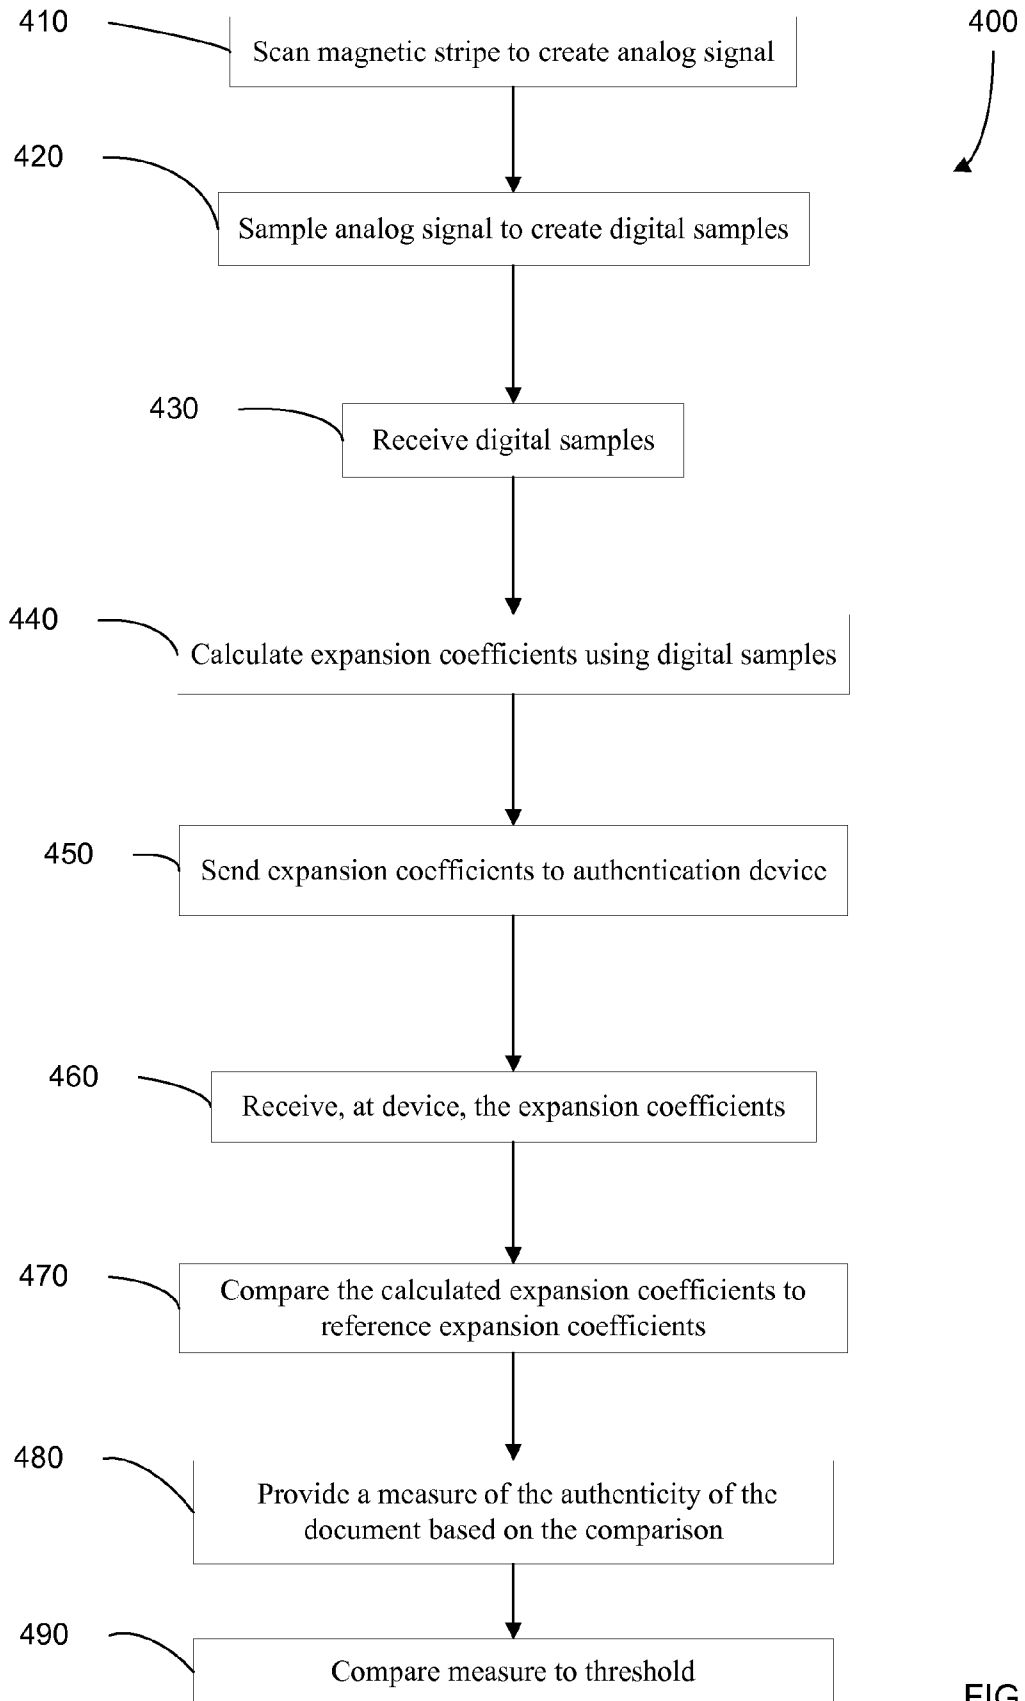 410
400
Scan magnetic stripe to create analog signal
420
Sample analog signal to create digital samples
430
Receive digital samples
440
Calculate expansion coefficients using digital samples
450
Send expansion coefficients to authentication device
460
Receive, at device, the expansion coefficients
470
Compare the calculated expansion coefficients to
reference expansion coefficients
480
Provide a measure of the authenticity of the
document based on the comparison
490
Compare measure to threshold
FIG